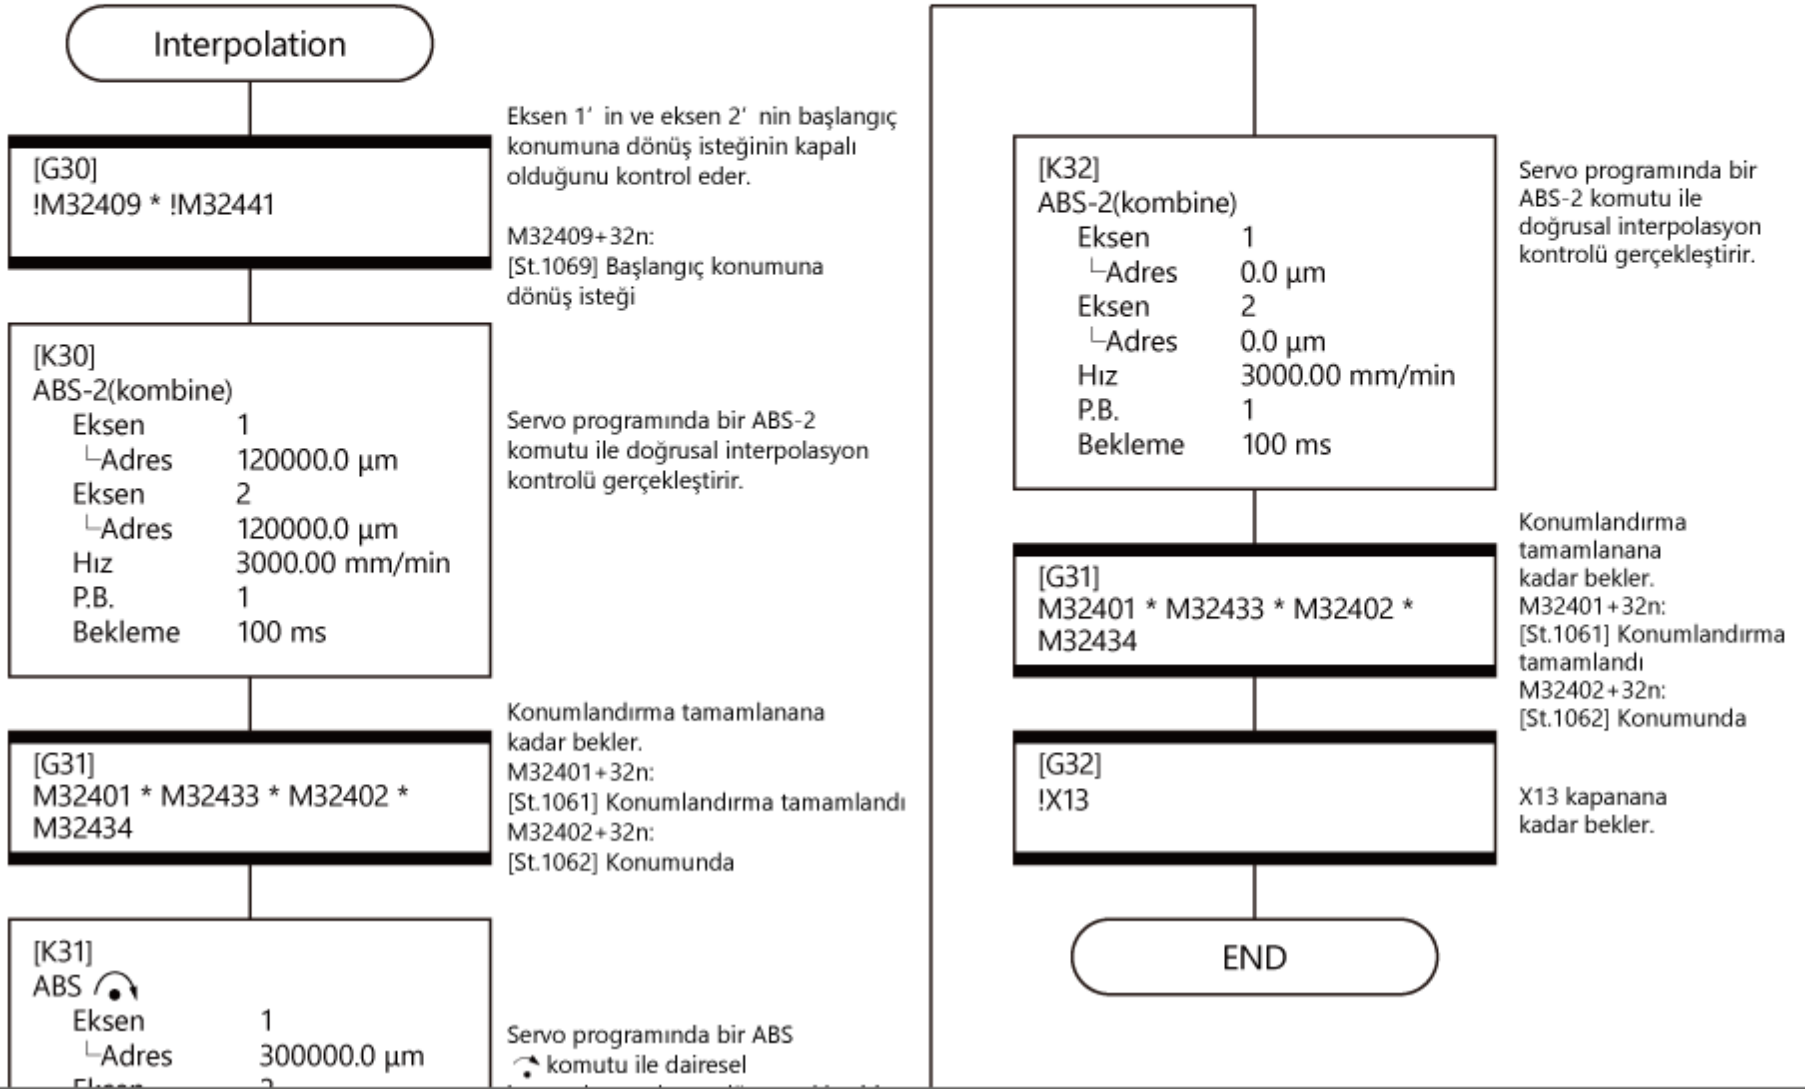 Interpolation
[G30]
!M32409 * !M32441
Eksen 1' in ve eksen 2' nin başlangıç
konumuna dönüş isteğinin kapalı
olduğunu kontrol eder.
M32409+32n:
[St.1069] Başlangıç konumuna
dönüş isteği
[K30]
ABS-2(kombine)
Eksen 1
└Adres 120000.0 µm
Eksen 2
└Adres 120000.0 µm
Hız 3000.00 mm/min
P.B. 1
Bekleme 100 ms
Servo programında bir ABS-2
komutu ile doğrusal interpolasyon
kontrolü gerçekleştirir.
[G31]
M32401 * M32433 * M32402 *
M32434
Konumlandırma tamamlanana
kadar bekler.
M32401+32n:
[St.1061] Konumlandırma tamamlandı
M32402+32n:
[St.1062] Konumunda
[K31]
ABS
Eksen 1
└Adres 300000.0 µm
Eksen 2
Servo programında bir ABS
komutu ile dairesel
[K32]
ABS-2(kombine)
Eksen 1
└Adres 0.0 µm
Eksen 2
└Adres 0.0 µm
Hız 3000.00 mm/min
P.B. 1
Bekleme 100 ms
Servo programında bir
ABS-2 komutu ile
doğrusal interpolasyon
kontrolü gerçekleştirir.
[G31]
M32401 * M32433 * M32402 *
M32434
Konumlandırma
tamamlanana
kadar bekler.
M32401+32n:
[St.1061] Konumlandırma
tamamlandı
M32402+32n:
[St.1062] Konumunda
[G32]
!X13
X13 kapanana
kadar bekler.
END